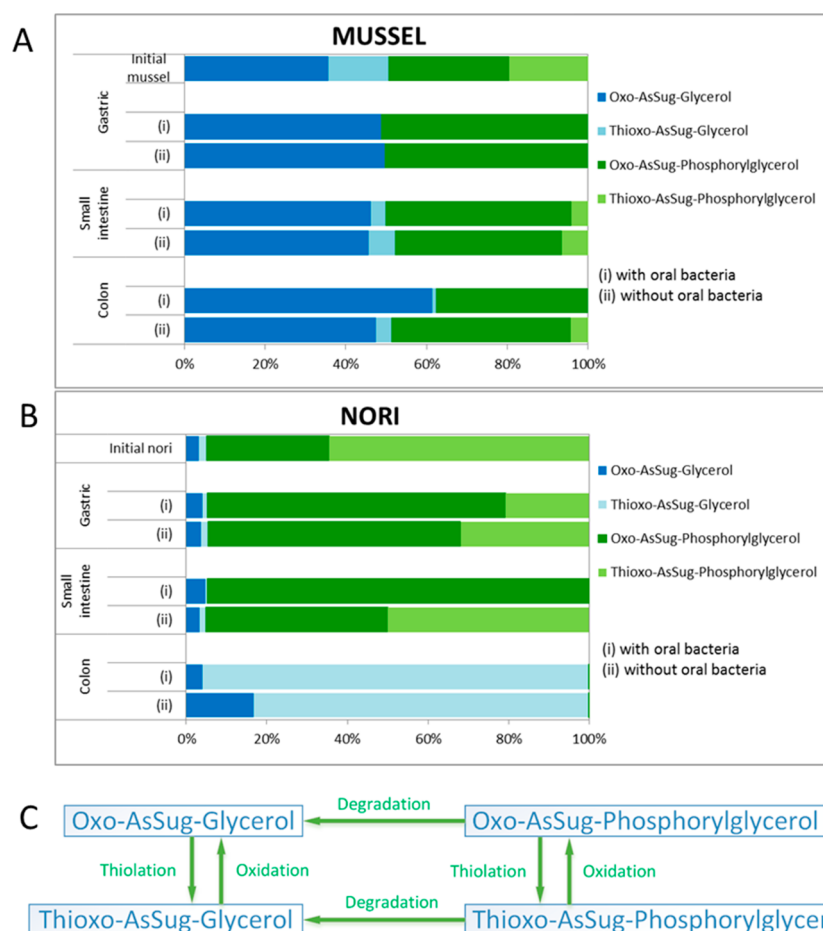 A
MUSSEL
Initial
mussel
Gastric
(i)
(ii)
Small
intestine
(i)
(ii)
Colon
(i)
(ii)
0% 20% 40% 60% 80% 100%
Oxo-AsSug-Glycerol
Thioxo-AsSug-Glycerol
Oxo-AsSug-Phosphorylglycerol
Thioxo-AsSug-Phosphorylglycerol
(i) with oral bacteria
(ii) without oral bacteria
B
NORI
Initial nori
Gastric
(i)
(ii)
Small
intestine
(i)
(ii)
Colon
(i)
(ii)
0% 20% 40% 60% 80% 100%
Oxo-AsSug-Glycerol
Thioxo-AsSug-Glycerol
Oxo-AsSug-Phosphorylglycerol
Thioxo-AsSug-Phosphorylglycerol
(i) with oral bacteria
(ii) without oral bacteria
C
Oxo-AsSug-Glycerol Degradation Oxo-AsSug-Phosphorylglycerol
Thiolation Oxidation Thiolation Oxidation
Thioxo-AsSug-Glycerol Degradation Thioxo-AsSug-Phosphorylglycer